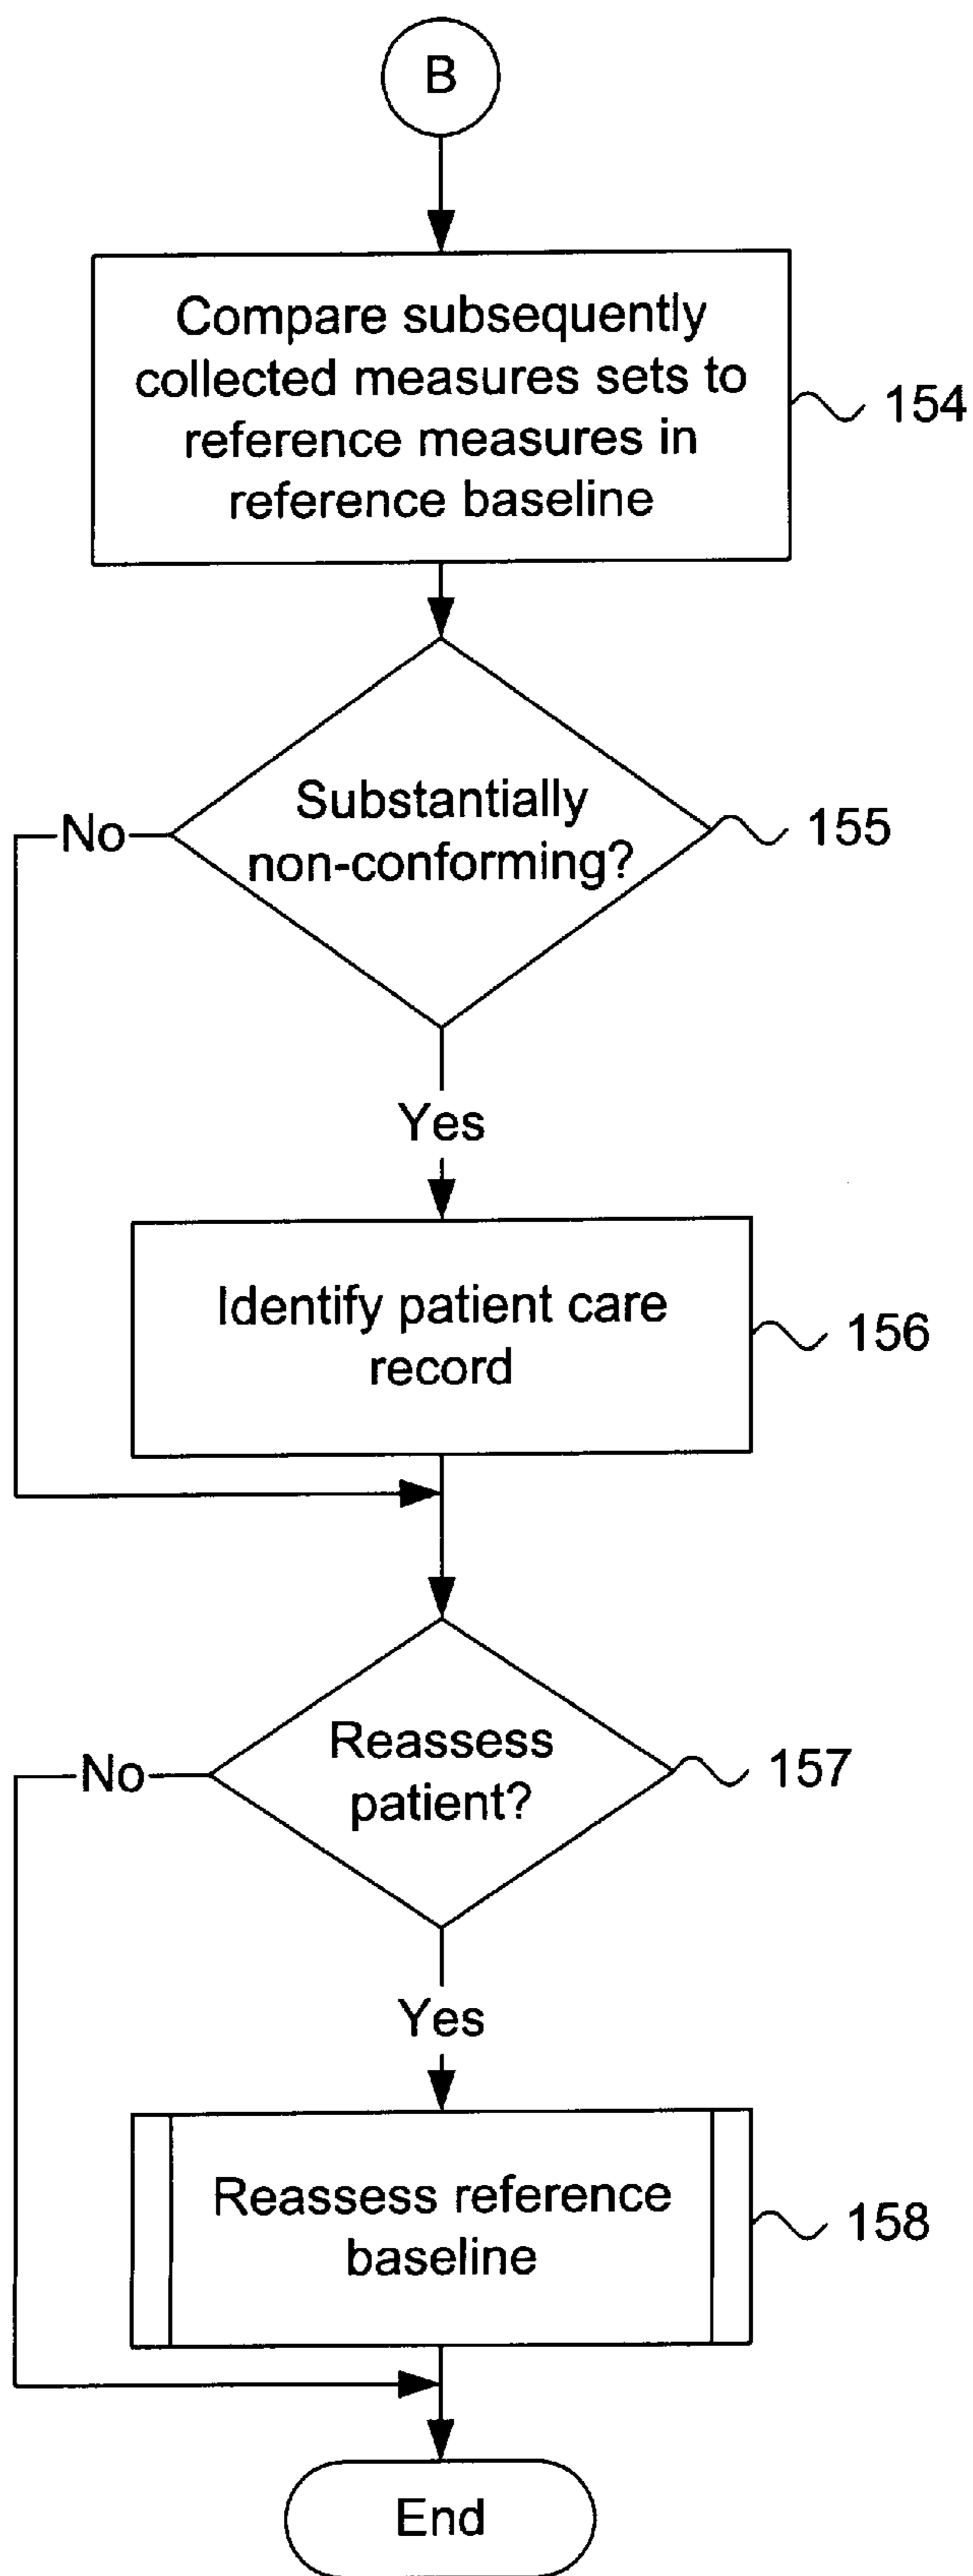 B
Compare subsequently
collected measures sets to
reference measures in
reference baseline
154
Substantially
non-conforming?
155
No
Yes
Identify patient care
record
156
Reassess
patient?
157
No
Yes
Reassess reference
baseline
158
End